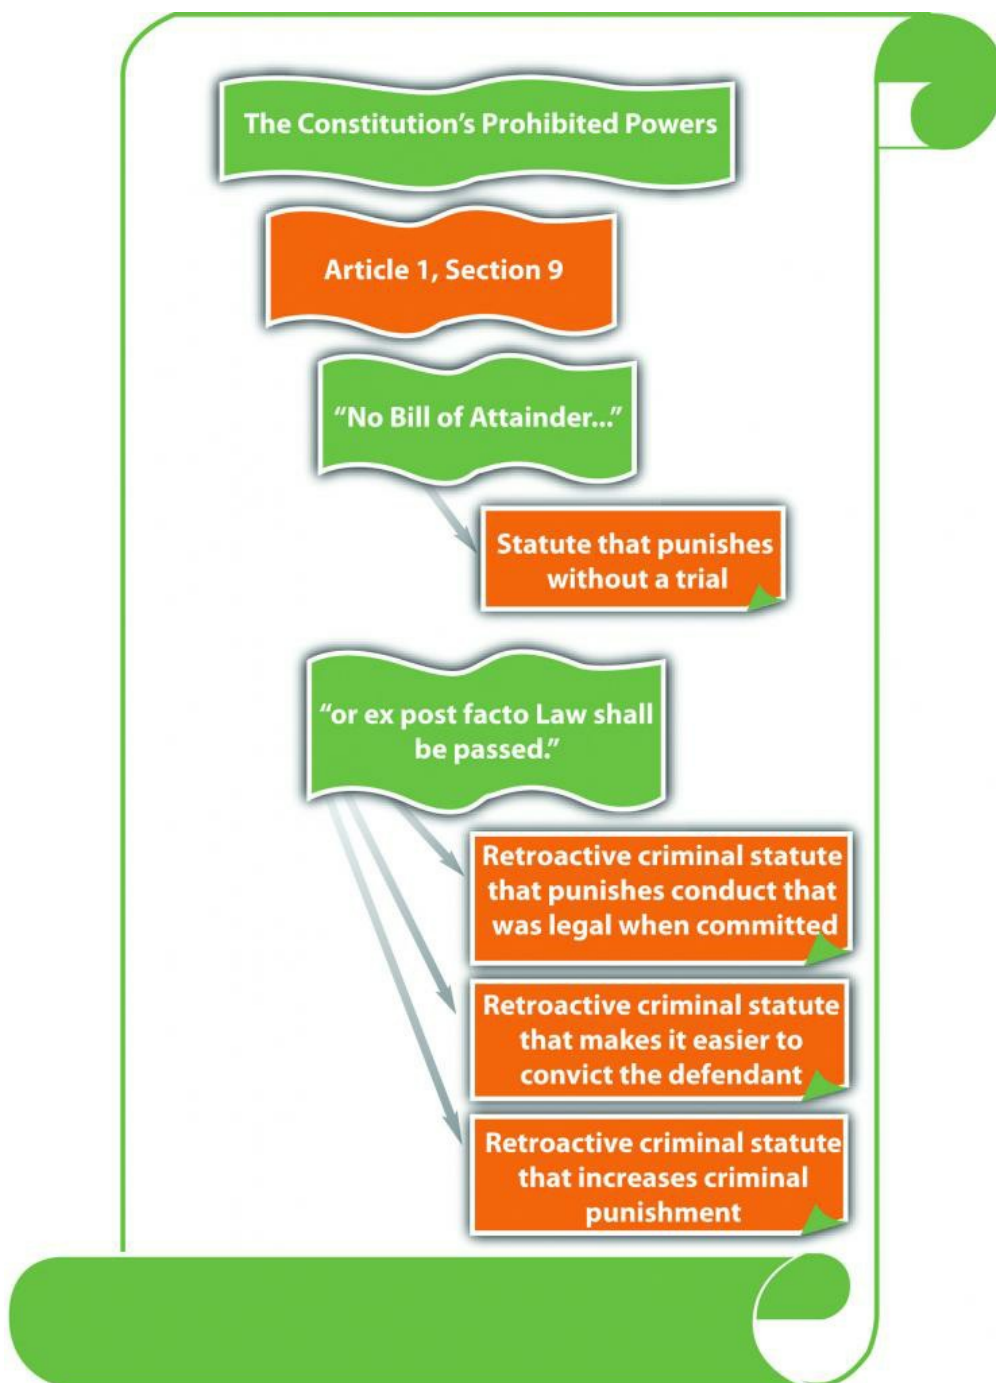 The Constitution’s Prohibited Powers
Article 1, Section 9
“No Bill of Attainder...”
Statute that punishes
without a trial
“or ex post facto Law shall
be passed.”
Retroactive criminal statute
that punishes conduct that
was legal when committed
Retroactive criminal statute
that makes it easier to
convict the defendant
Retroactive criminal statute
that increases criminal
punishment